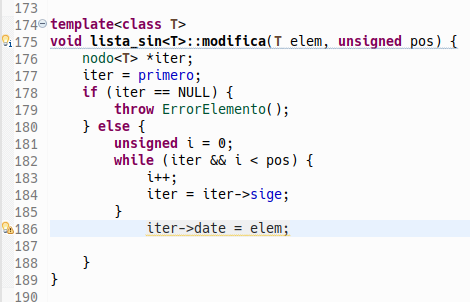 173
174 template<class T>
175 void lista_sin<T>::modifica(T elem, unsigned pos) {
176     nodo<T> *iter;
177     iter = primero;
178     if (iter == NULL) {
179         throw ErrorElemento();
180     } else {
181         unsigned i = 0;
182         while (iter && i < pos) {
183             i++;
184             iter = iter->sige;
185         }
186             iter->date = elem;
187
188     }
189 }
190